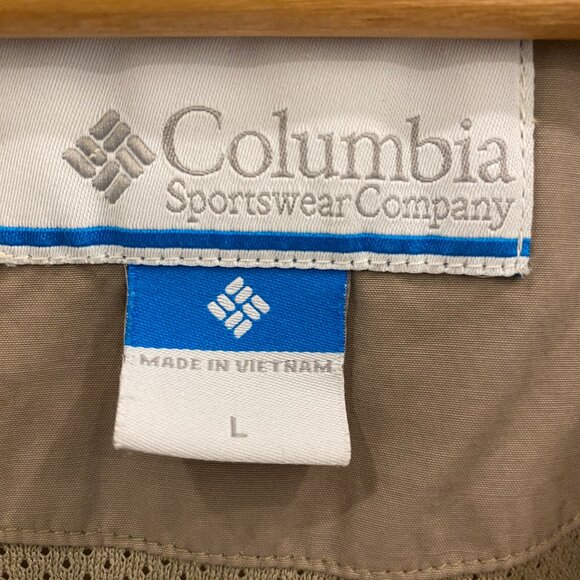 Columbia
Sportswear Company
MADE IN VIETNAM
L